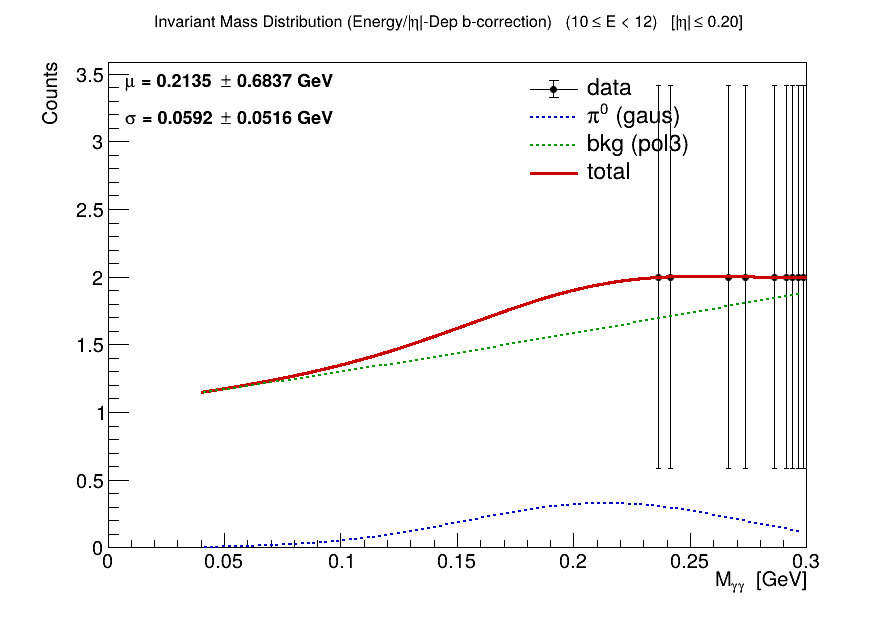 Invariant Mass Distribution (Energy/|η|-Dep b-correction) (10 ≤ E < 12) [|η| ≤ 0.20]
Counts
μ = 0.2135 ± 0.6837 GeV
σ = 0.0592 ± 0.0516 GeV
data
π⁰ (gaus)
bkg (pol3)
total
3.5
3
2.5
2
1.5
1
0.5
0
0 0.05 0.1 0.15 0.2 0.25 0.3
M_γγ [GeV]